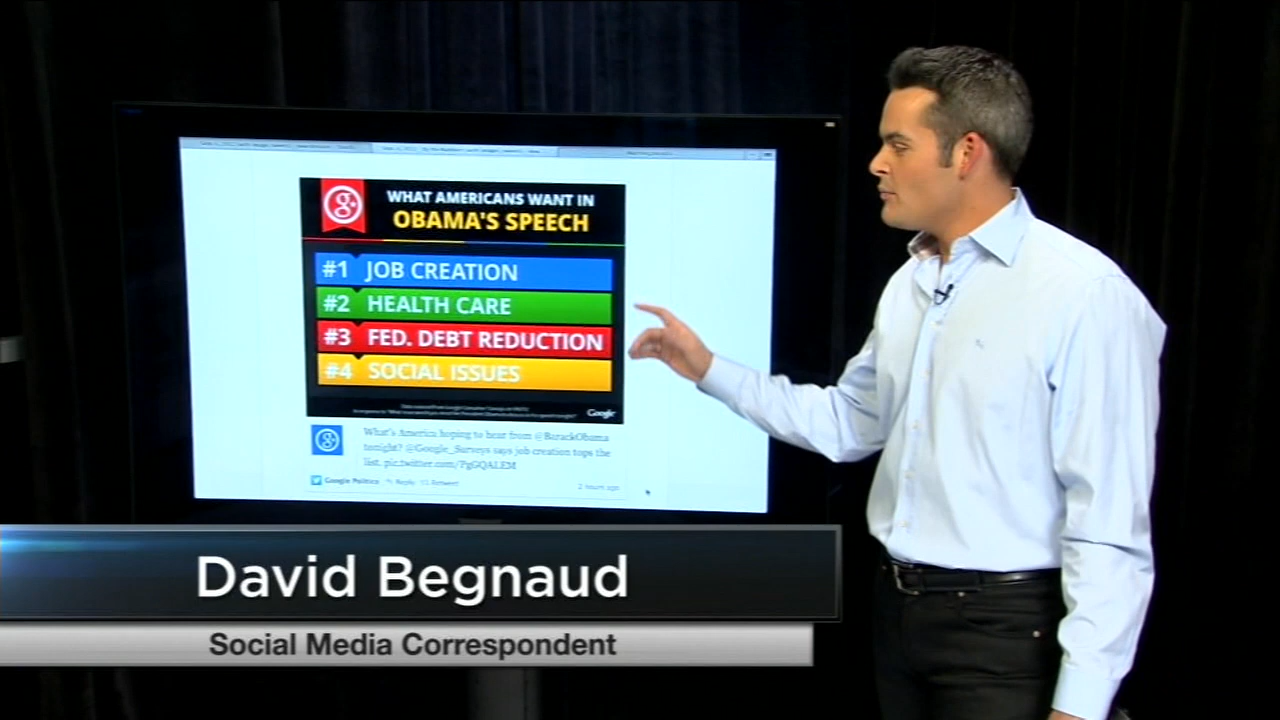 g+
WHAT AMERICANS WANT IN
OBAMA'S SPEECH
#1 JOB CREATION
#2 HEALTH CARE
#3 FED. DEBT REDUCTION
#4 SOCIAL ISSUES
Google
What's America hoping to hear from @BarackObama
tonight? @Google_Surveys says job creation tops the
list. pic.twitter.com/
Google Politics Reply Retweet
2 hours ago
David Begnaud
Social Media Correspondent